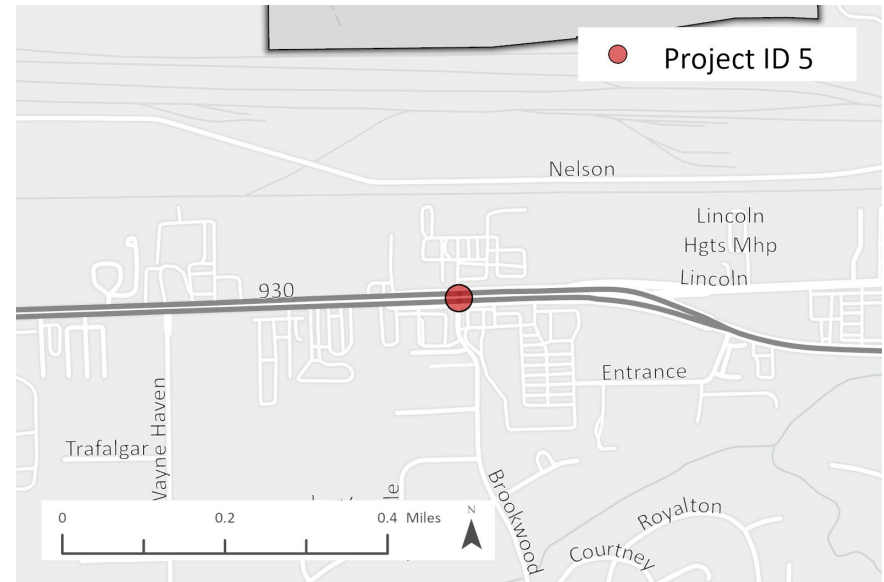 Project ID 5
Nelson
Lincoln
Hgts Mhp
Lincoln
930
Entrance
Wayne Haven
Trafalgar
Brookwood
Royalton
Courtney
0 0.2 0.4 Miles
N